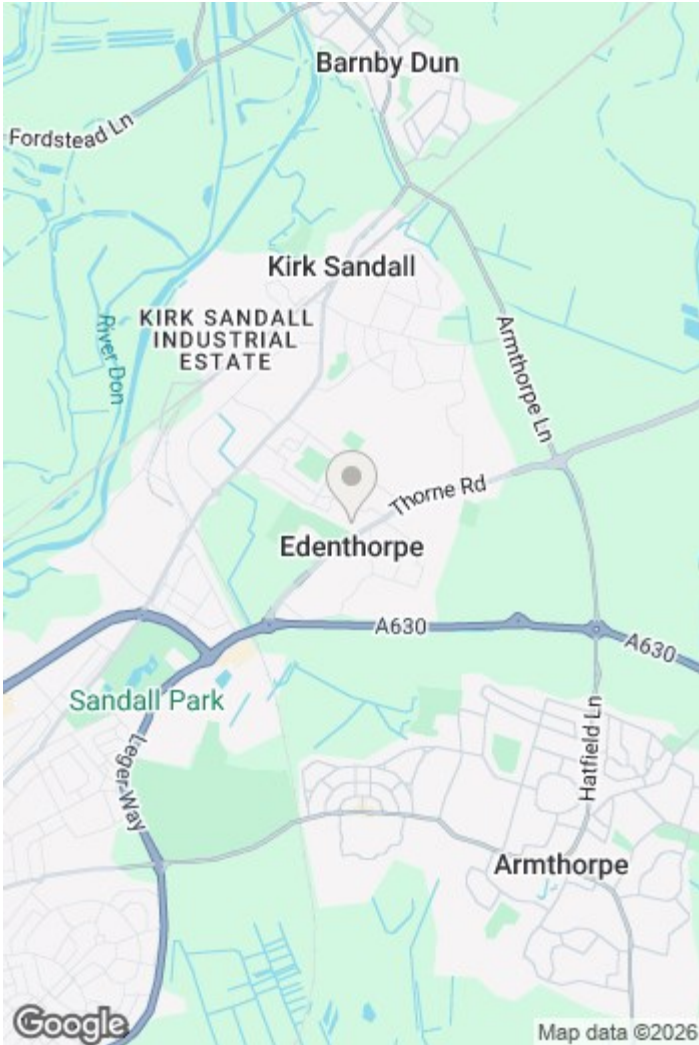 Barnby Dun
Fordstead Ln
Kirk Sandall
KIRK SANDALL
INDUSTRIAL
ESTATE
River Don
Armthorpe Ln
Thorne Rd
Edenthorpe
A630
A630
Sandall Park
Leger Way
Hatfield Ln
Armthorpe
Google
Map data ©2026